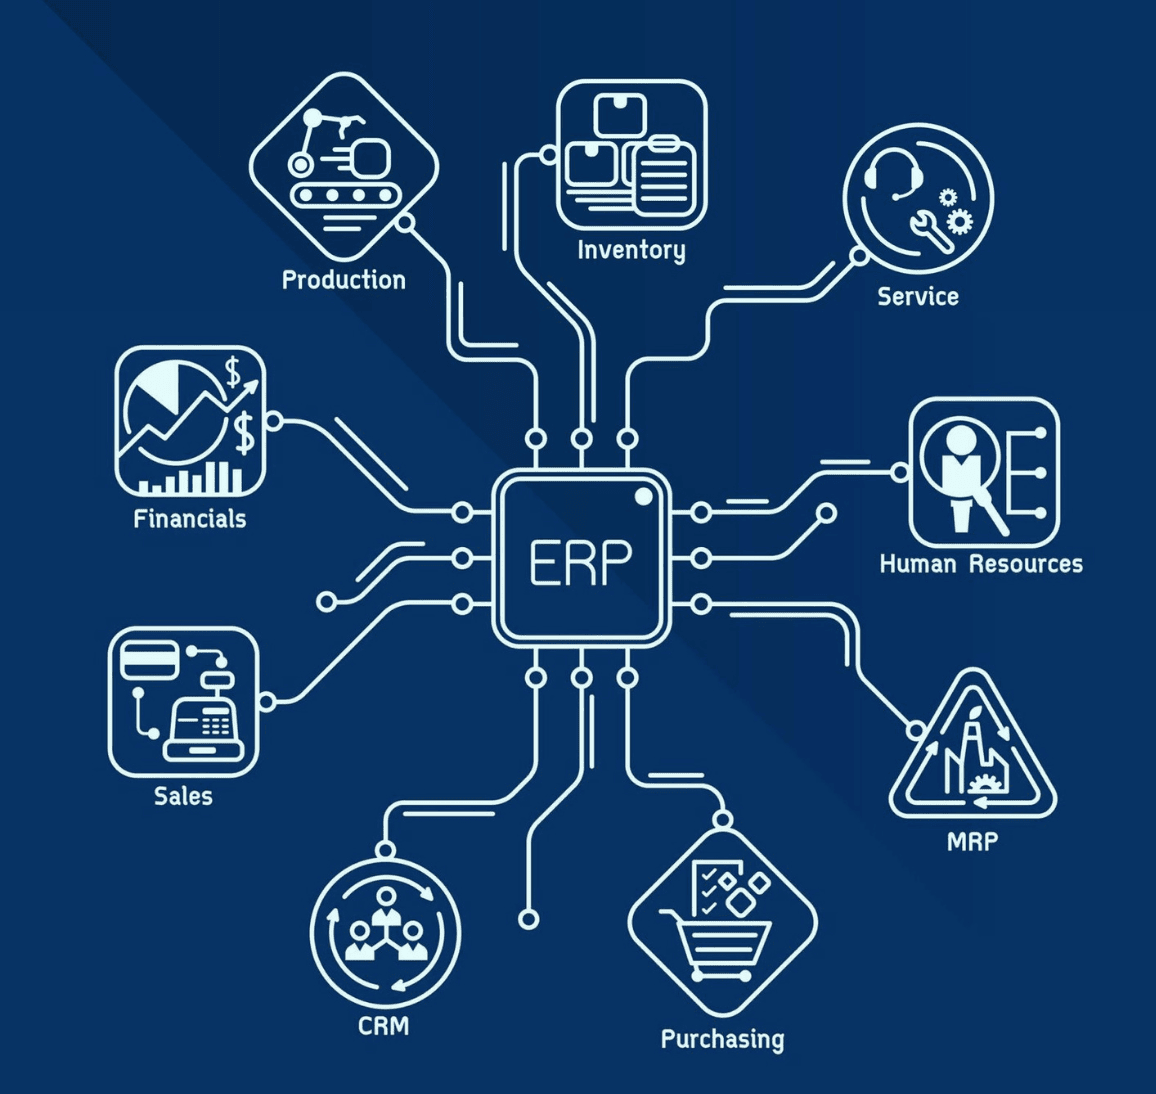 Production
Inventory
Service
$
$
Financials
ERP
Human Resources
Sales
MRP
CRM
Purchasing